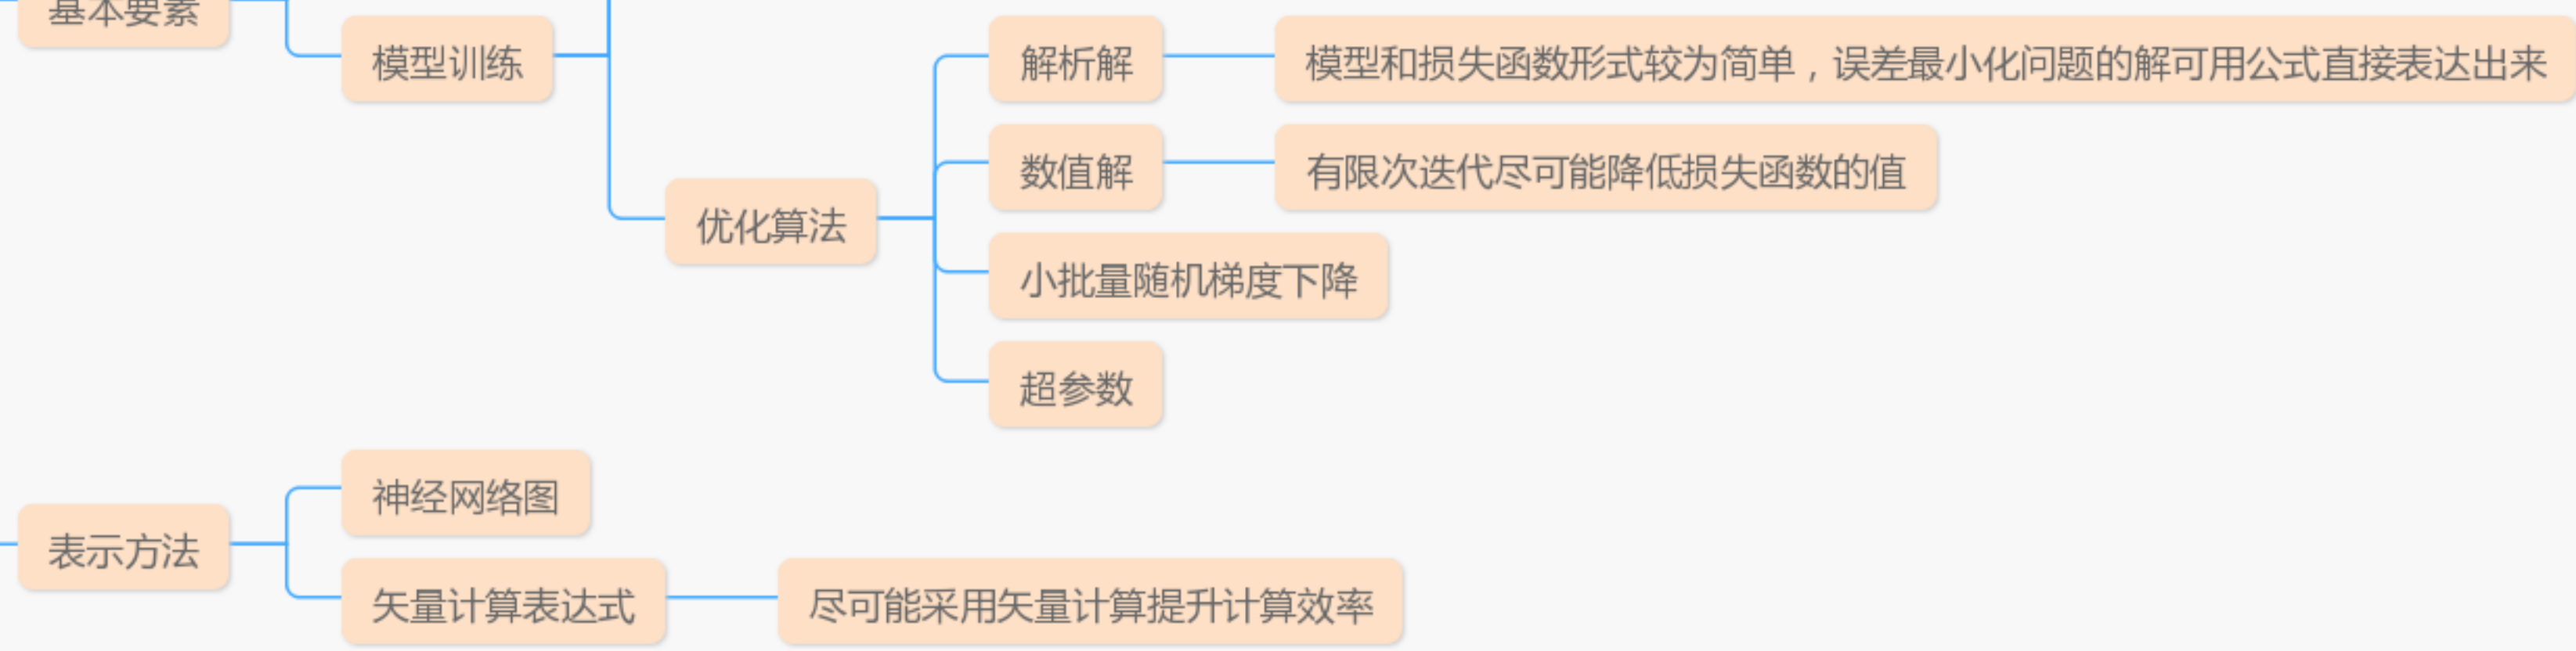 基本要素
模型训练
解析解
模型和损失函数形式较为简单，误差最小化问题的解可用公式直接表达出来
数值解
有限次迭代尽可能降低损失函数的值
优化算法
小批量随机梯度下降
超参数
神经网络图
表示方法
矢量计算表达式
尽可能采用矢量计算提升计算效率